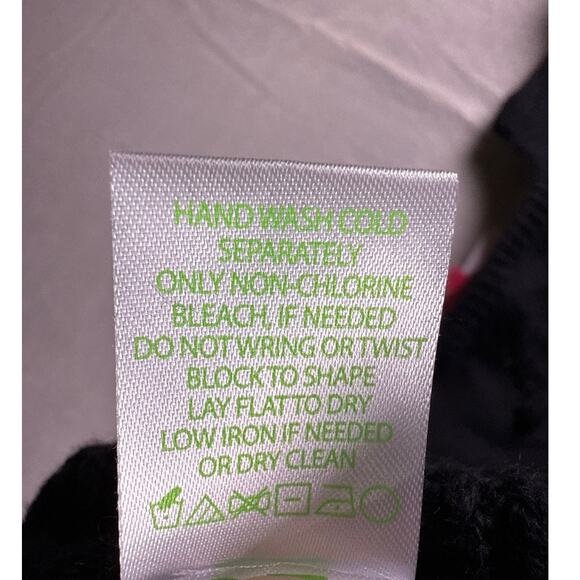 HAND WASH COLD
SEPARATELY
ONLY NON-CHLORINE
BLEACH, IF NEEDED
DO NOT WRING OR TWIST
BLOCK TO SHAPE
LAY FLAT TO DRY
LOW IRON IF NEEDED
OR DRY CLEAN